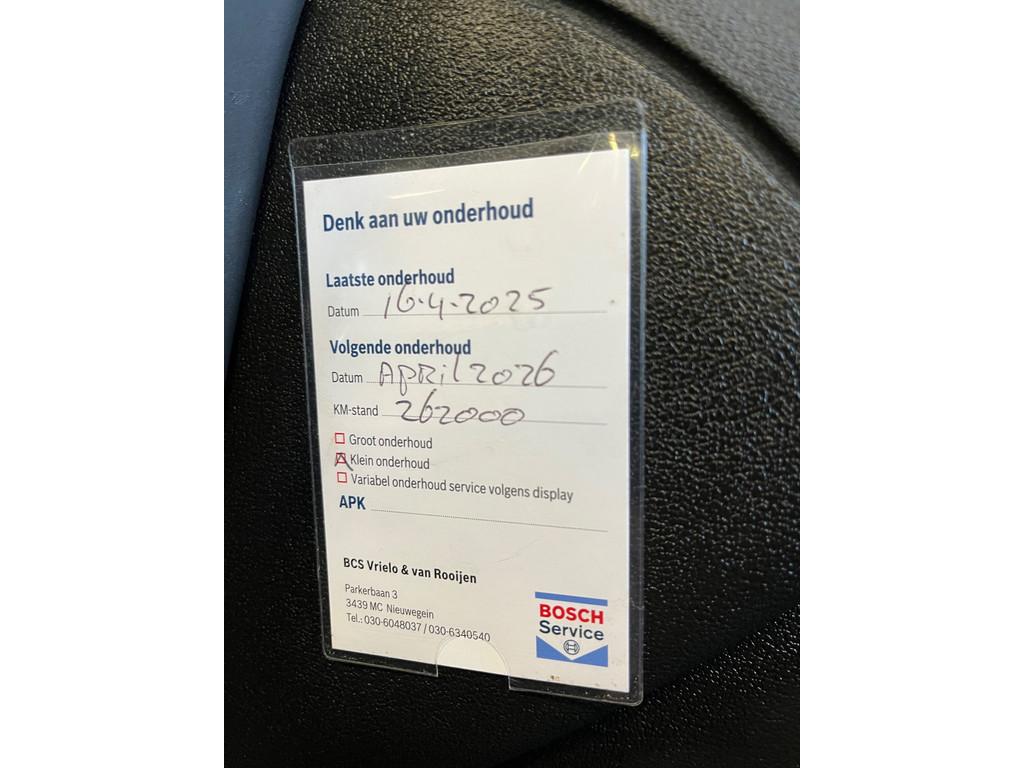 Denk aan uw onderhoud
Laatste onderhoud
Datum 16-4-2025
Volgende onderhoud
Datum APRil 2026
KM-stand 262000
Groot onderhoud
Klein onderhoud
Variabel onderhoud service volgens display
APK
BCS Vrielo & van Rooijen
Parkerbaan 3
3439 MC Nieuwegein
Tel.: 030-6048037 / 030-6340540
BOSCH
Service